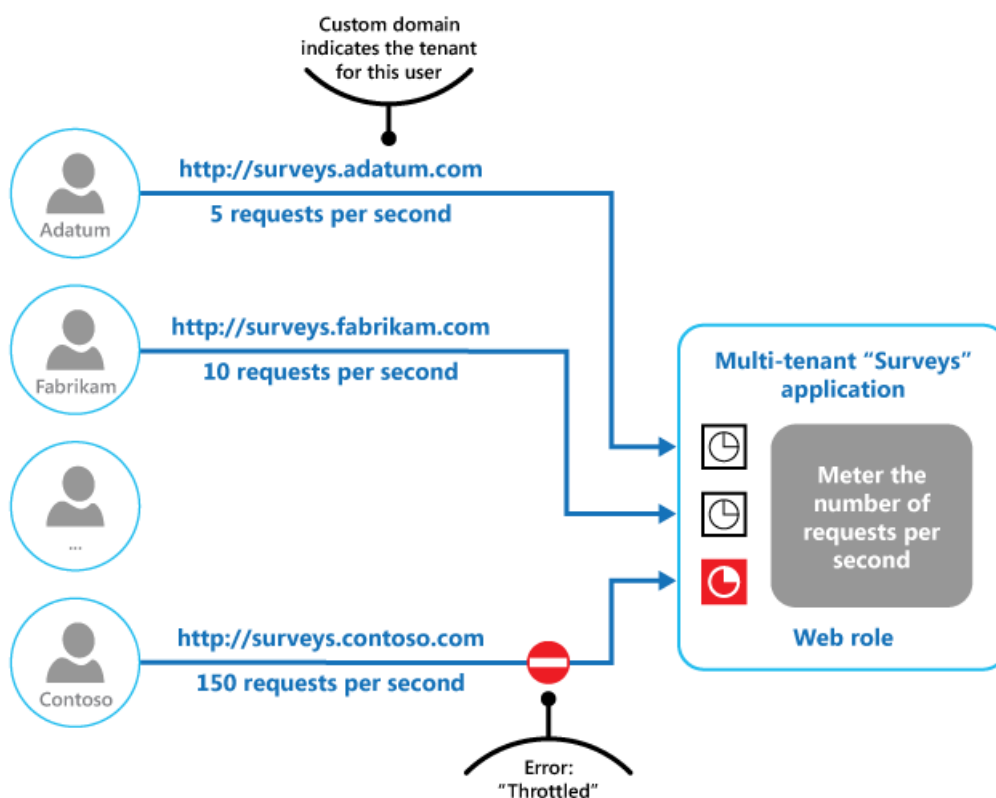 Custom domain
indicates the tenant
for this user
http://surveys.adatum.com
5 requests per second
Adatum
http://surveys.fabrikam.com
10 requests per second
Fabrikam
...
http://surveys.contoso.com
150 requests per second
Contoso
Error:
“Throttled”
Multi-tenant “Surveys”
application
Meter the
number of
requests per
second
Web role